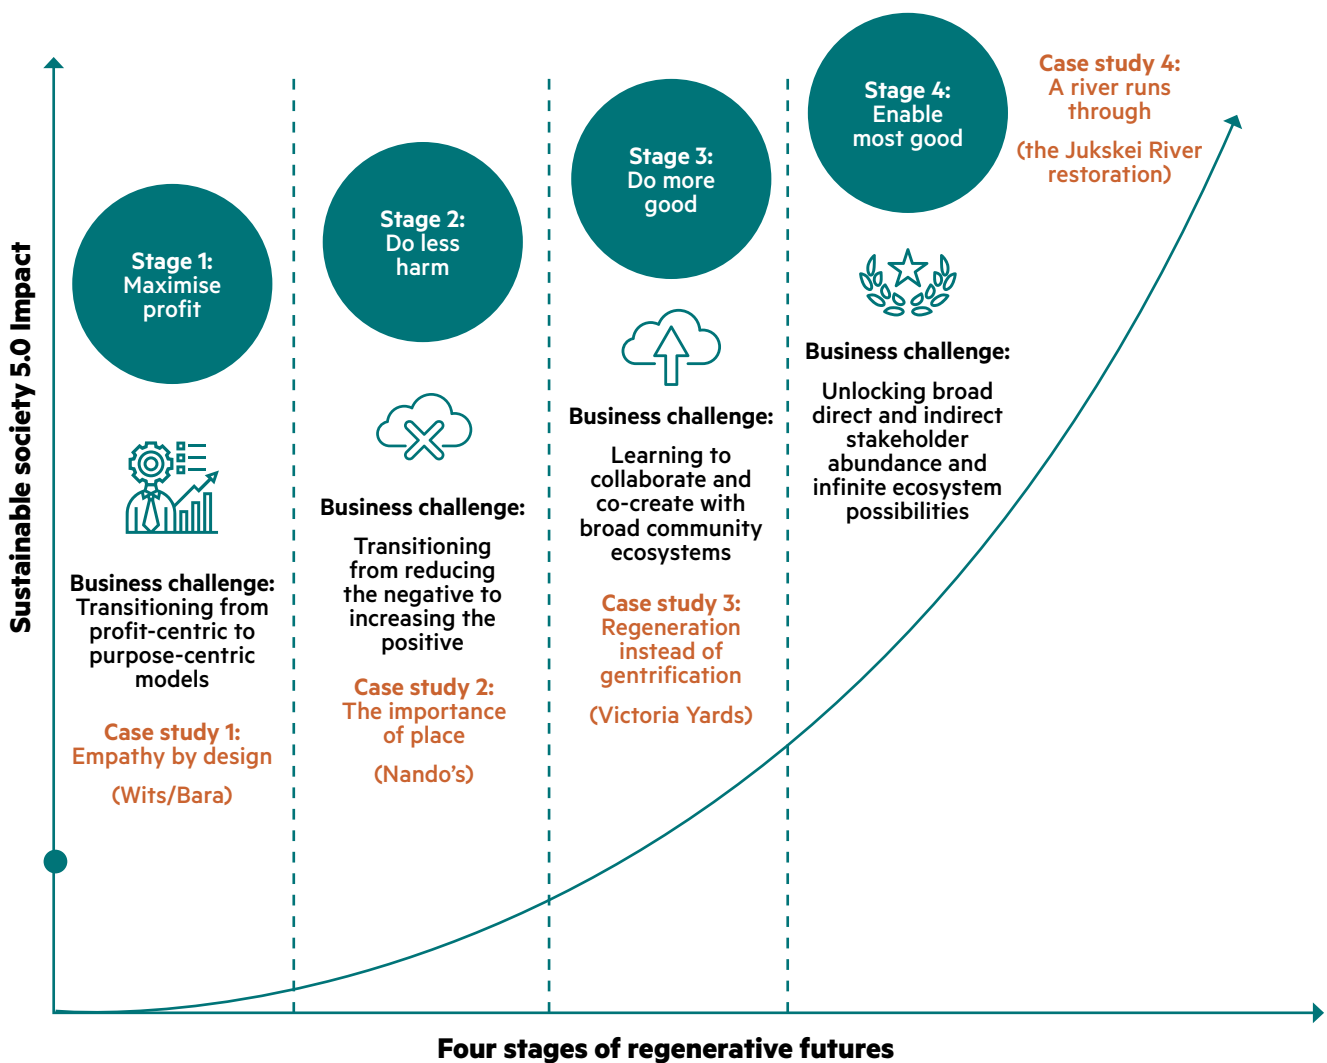 Sustainable society 5.0 Impact
Stage 1:
Maximise
profit
Business challenge:
Transitioning from
profit-centric to
purpose-centric
models
Case study 1:
Empathy by design
(Wits/Bara)
Stage 2:
Do less
harm
Business challenge:
Transitioning
from reducing
the negative to
increasing the
positive
Case study 2:
The importance
of place
(Nando’s)
Stage 3:
Do more
good
Business challenge:
Learning to
collaborate and
co-create with
broad community
ecosystems
Case study 3:
Regeneration
instead of
gentrification
(Victoria Yards)
Stage 4:
Enable
most good
Business challenge:
Unlocking broad
direct and indirect
stakeholder
abundance and
infinite ecosystem
possibilities
Case study 4:
A river runs
through
(the Jukskei River
restoration)
Four stages of regenerative futures